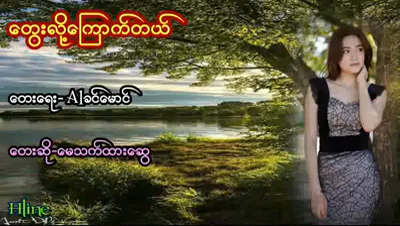 တွေးလို့ကြောက်တယ်
တေးရေး- A1ခင်မောင်
တေးဆို-မေသက်ထားဆွေ
Hline